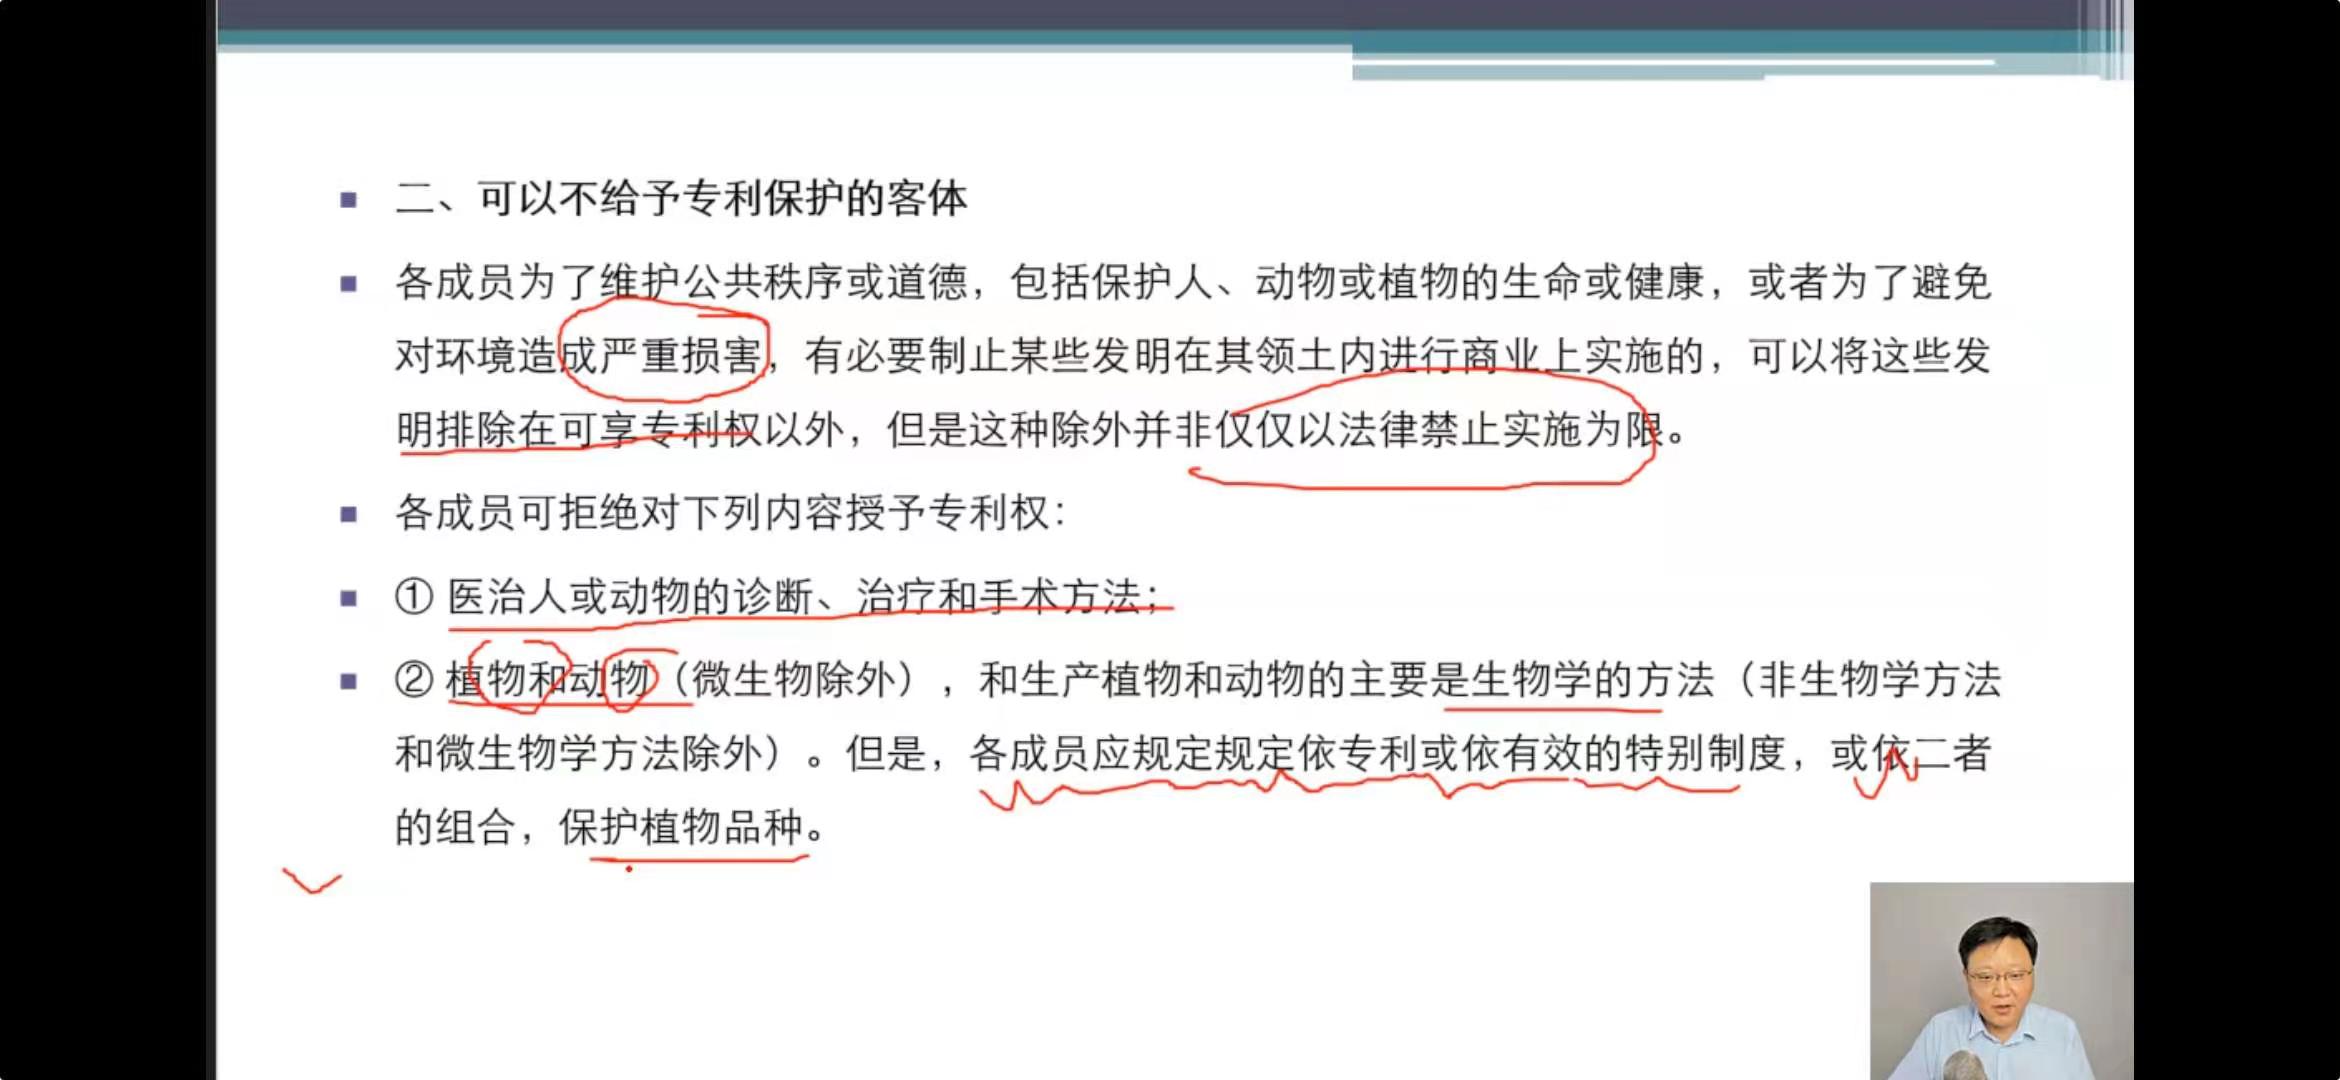 二、可以不给予专利保护的客体
各成员为了维护公共秩序或道德，包括保护人、动物或植物的生命或健康，或者为了避免
对环境造成严重损害，有必要制止某些发明在其领土内进行商业上实施的，可以将这些发
明排除在可享专利权以外，但是这种除外并非仅仅以法律禁止实施为限。
各成员可拒绝对下列内容授予专利权：
① 医治人或动物的诊断、治疗和手术方法；
② 植物和动物（微生物除外），和生产植物和动物的主要是生物学的方法（非生物学方法
和微生物学方法除外）。但是，各成员应规定规定依专利或依有效的特别制度，或依二者
的组合，保护植物品种。